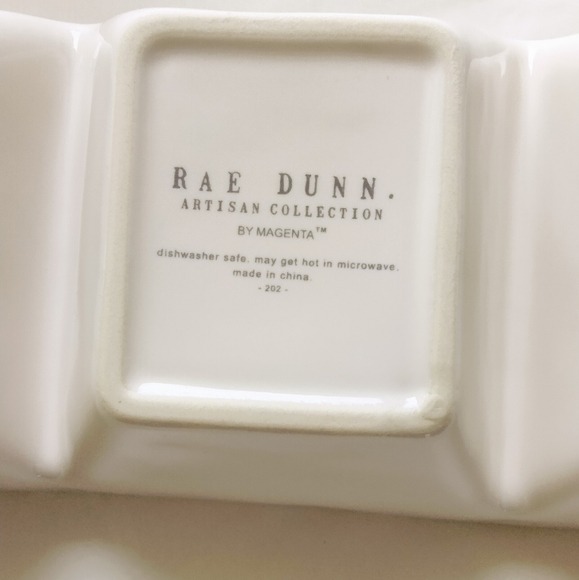 RAE DUNN.
ARTISAN COLLECTION
BY MAGENTA™
dishwasher safe. may get hot in microwave.
made in china.
- 202 -